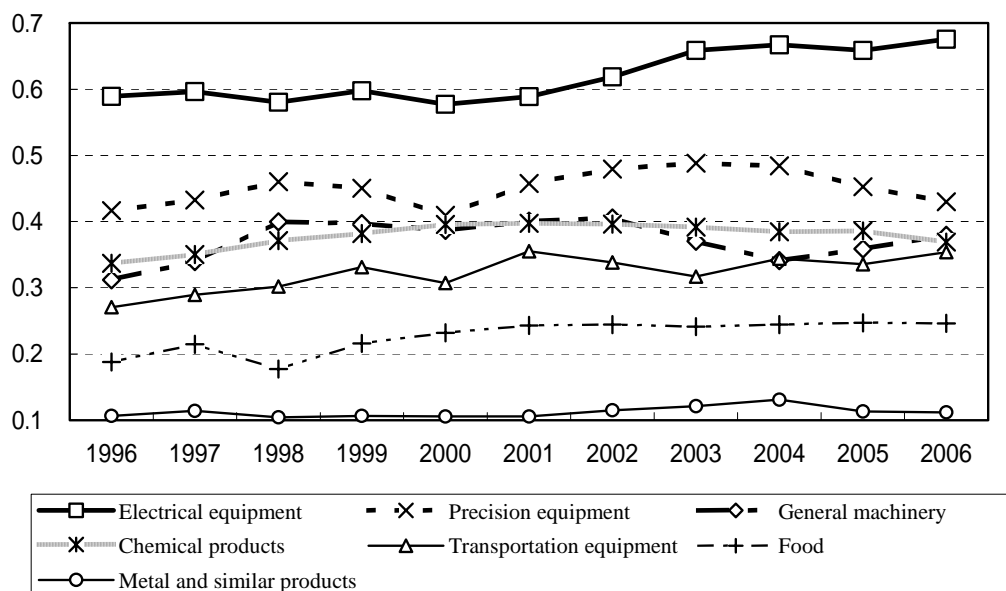 0.7
0.6
0.5
0.4
0.3
0.2
0.1
1996 1997 1998 1999 2000 2001 2002 2003 2004 2005 2006
Electrical equipment Precision equipment General machinery
Chemical products Transportation equipment Food
Metal and similar products